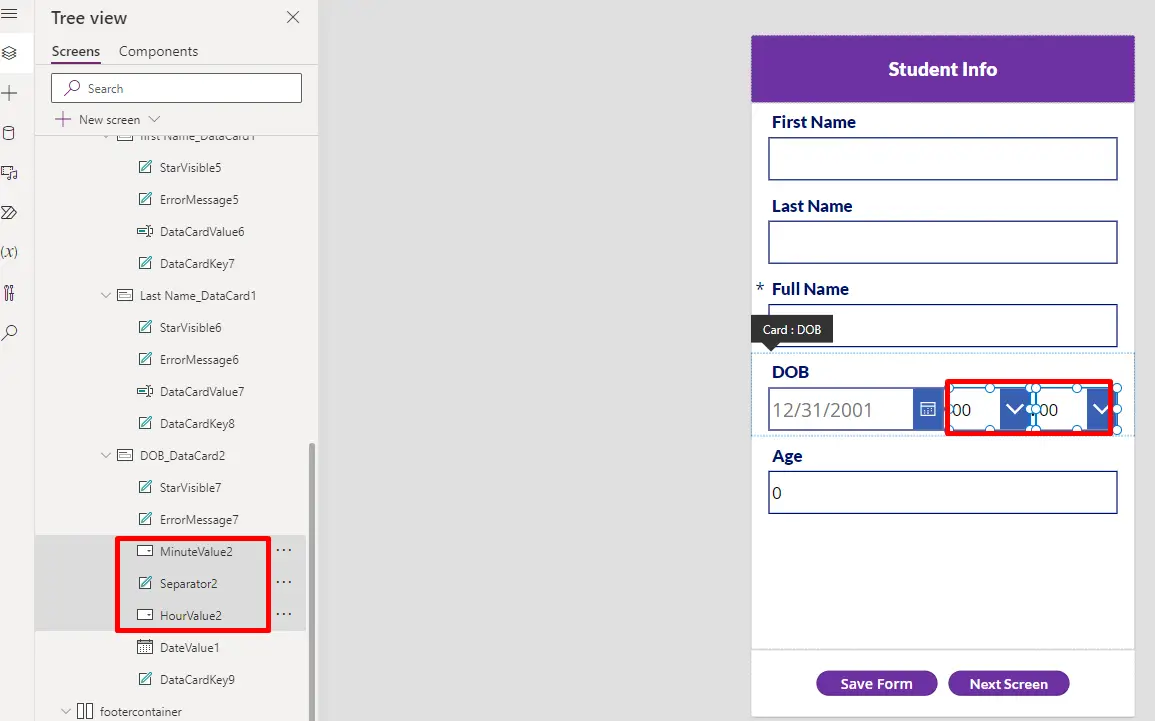 Tree view
Screens Components
Search
New screen
first Name_DataCard1
StarVisible5
ErrorMessage5
DataCardValue6
DataCardKey7
Last Name_DataCard1
StarVisible6
ErrorMessage6
DataCardValue7
DataCardKey8
DOB_DataCard2
StarVisible7
ErrorMessage7
MinuteValue2 ...
Separator2 ...
HourValue2 ...
DateValue1
DataCardKey9
footercontainer
(x)
Student Info
First Name
Last Name
* Full Name
Card : DOB
DOB
12/31/2001 00 : 00
Age
0
Save Form Next Screen